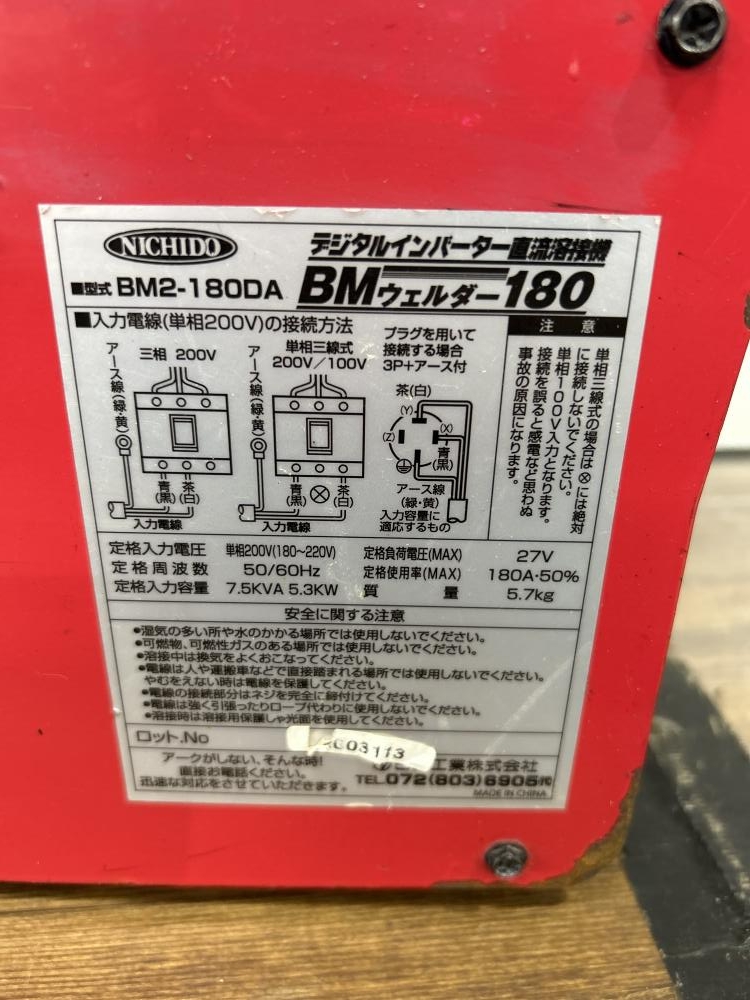 NICHIDO
デジタルインバーター直流溶接機
■型式 BM2-180DA
BMウェルダー180
■入力電線(単相200V)の接続方法
アース線(緑・黄)
三相 200V
青(黒)
茶(白)
入力電線
アース線(緑・黄)
単相三線式
200V/100V
青(黒)
茶(白)
入力電線
プラグを用いて
接続する場合
3P+アース付
茶(白)
(Y)
(Z)
(X)
青(黒)
アース線
(緑・黄)
入力容量に
適応するもの
注 意
単相三線式の場合は⊗には絶対
に接続しないでください。
単相100V入力となります。
接続を誤ると感電など思わぬ
事故の原因になります。
定格入力電圧 単相200V(180~220V) 定格負荷電圧(MAX) 27V
定格周波数 50/60Hz 定格使用率(MAX) 180A・50%
定格入力容量 7.5KVA 5.3KW 質量 5.7kg
安全に関する注意
●湿気の多い所や水のかかる場所では使用しないでください。
●可燃物、可燃性ガスのある場所では使用しないでください。
●溶接中は換気をよくおこなってください。
●電線は人や運搬車などで直接踏まれる場所では使用しないでください。
やむをえない時は電線を保護してください。
●電線の接続部分はネジを完全に締付けてください。
●電線は強く引張ったりロープ代わりに使用しないでください。
●溶接時は溶接用保護しゃ光面を使用してください。
ロット.No
003113
アークがしない、そんな時!
直接お電話ください。
迅速な対応をさせていただきます。
工業株式会社
TEL.072(803)6905㈹
MADE IN CHINA